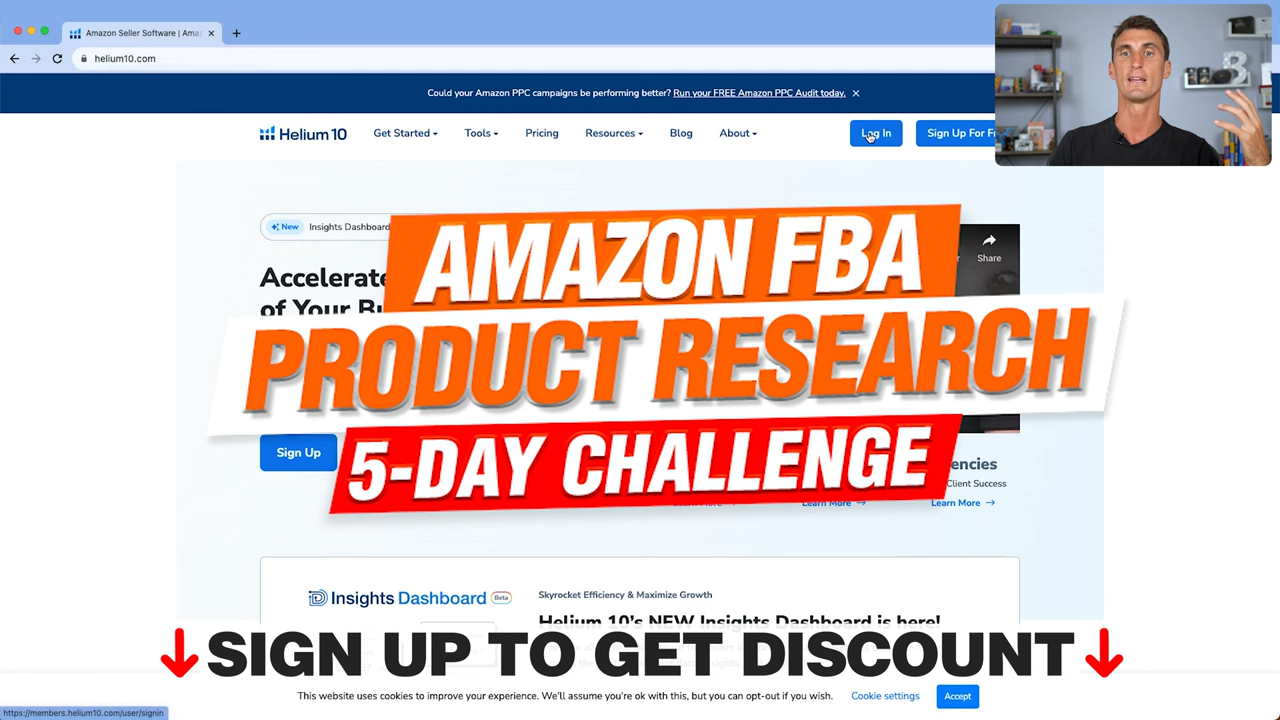 Amazon Seller Software | Ama
helium10.com
Could your Amazon PPC campaigns be performing better? Run your FREE Amazon PPC Audit today.
Helium 10
Get Started
Tools
Pricing
Resources
Blog
About
Log In
Sign Up For Fr
New
Insights Dashboard
Share
Accelerate
of Your Bu
AMAZON FBA
PRODUCT RESEARCH
5-DAY CHALLENGE
Sign Up
encies
Client Success
Learn More
Learn More
Learn More
Insights Dashboard Beta
Skyrocket Efficiency & Maximize Growth
Helium 10's NEW Insights Dashboard is here!
SIGN UP TO GET DISCOUNT
This website uses cookies to improve your experience. We'll assume you're ok with this, but you can opt-out if you wish.
Cookie settings
Accept
https://members.helium10.com/user/signin